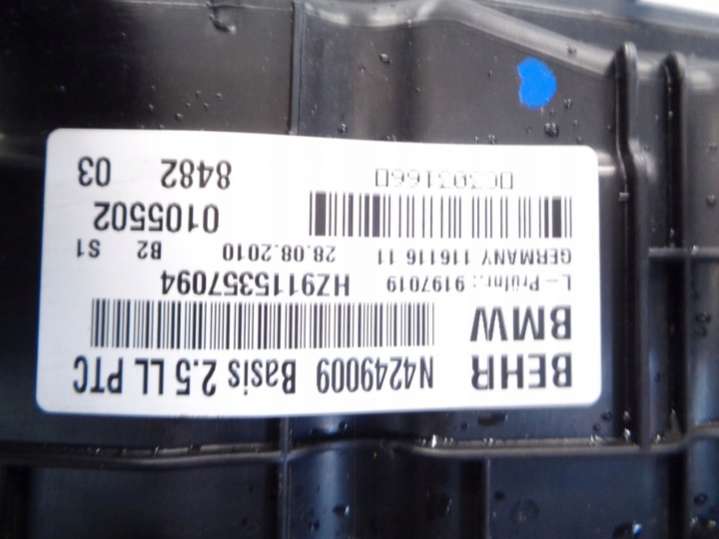 BEHR N4249009 Basis 2.5 LL PTC
BMW
L-Prüfnr.: 9197019 HZ9115357094
GERMANY 116116 11 28.08.2010 B2 S1
0105502
8482 03